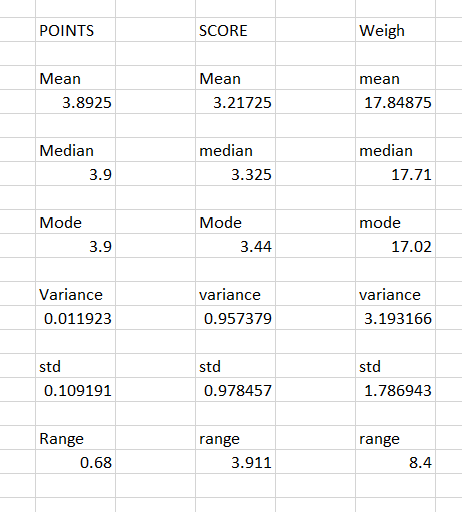 POINTS SCORE Weigh
Mean Mean mean
3.8925 3.21725 17.84875
Median median median
3.9 3.325 17.71
Mode Mode mode
3.9 3.44 17.02
Variance variance variance
0.011923 0.957379 3.193166
std std std
0.109191 0.978457 1.786943
Range range range
0.68 3.911 8.4